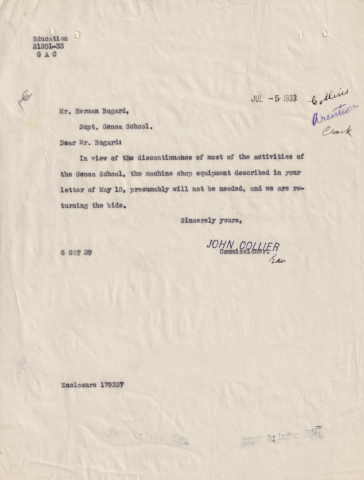 Education
21201-33
G A C
JUL -5 1933
Collins
Clark
Mr. Herman Bogard,
Supt. Genoa School.
Dear Mr. Bogard:
In view of the discontinuance of most of the activities of
the Genoa School, the machine shop equipment described in your
letter of May 15, presumably will not be needed, and we are re-
turning the bids.
Sincerely yours,
JOHN COLLIER
Commissioner.
Enclosure 179337